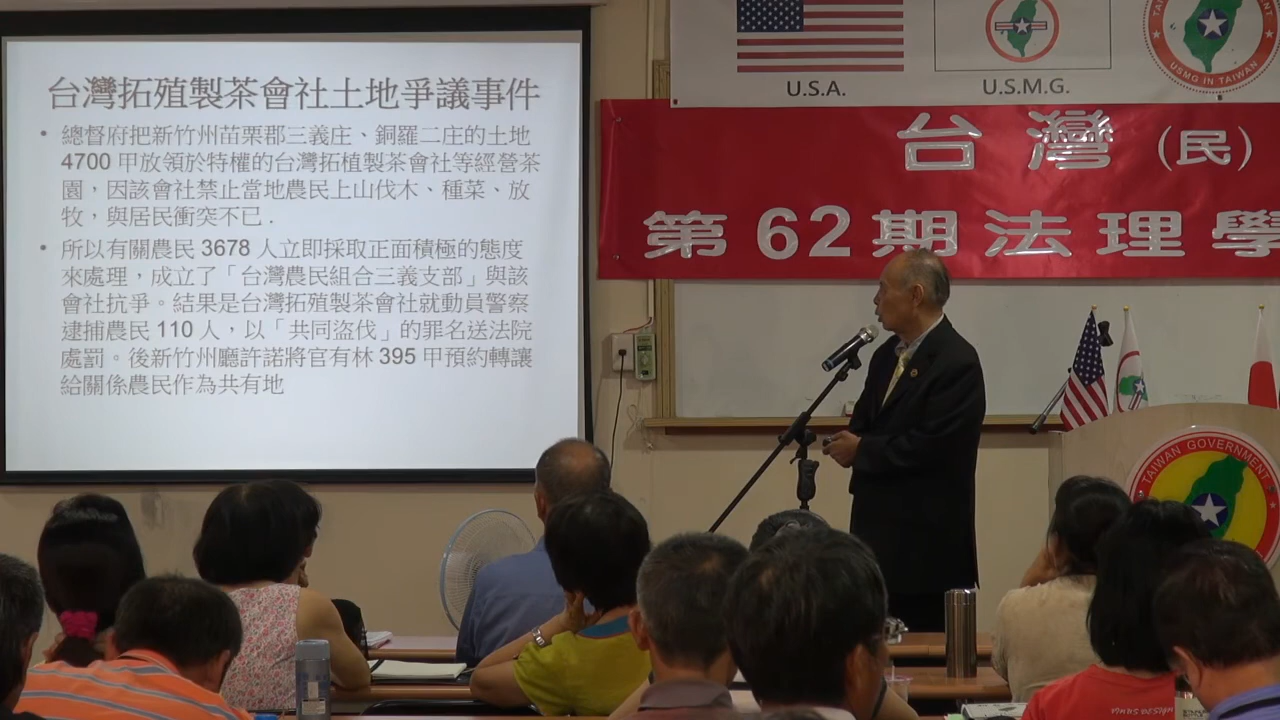 台灣拓殖製茶會社土地爭議事件
• 總督府把新竹州苗栗郡三義庄、銅羅二庄的土地
4700 甲放領於特權的台灣拓植製茶會社等經營茶
園，因該會社禁止當地農民上山伐木、種菜、放
牧，與居民衝突不已 .
• 所以有關農民 3678 人立即採取正面積極的態度
來處理，成立了「台灣農民組合三義支部」與該
會社抗爭。結果是台灣拓殖製茶會社就動員警察
逮捕農民 110 人，以「共同盜伐」的罪名送法院
處罰。後新竹州廳許諾將官有林 395 甲預約轉讓
給關係農民作為共有地
U.S.A.
U.S.M.G.
USMG IN TAIWAN
台灣(民)
第62期法理學
TAIWAN GOVERNMENT